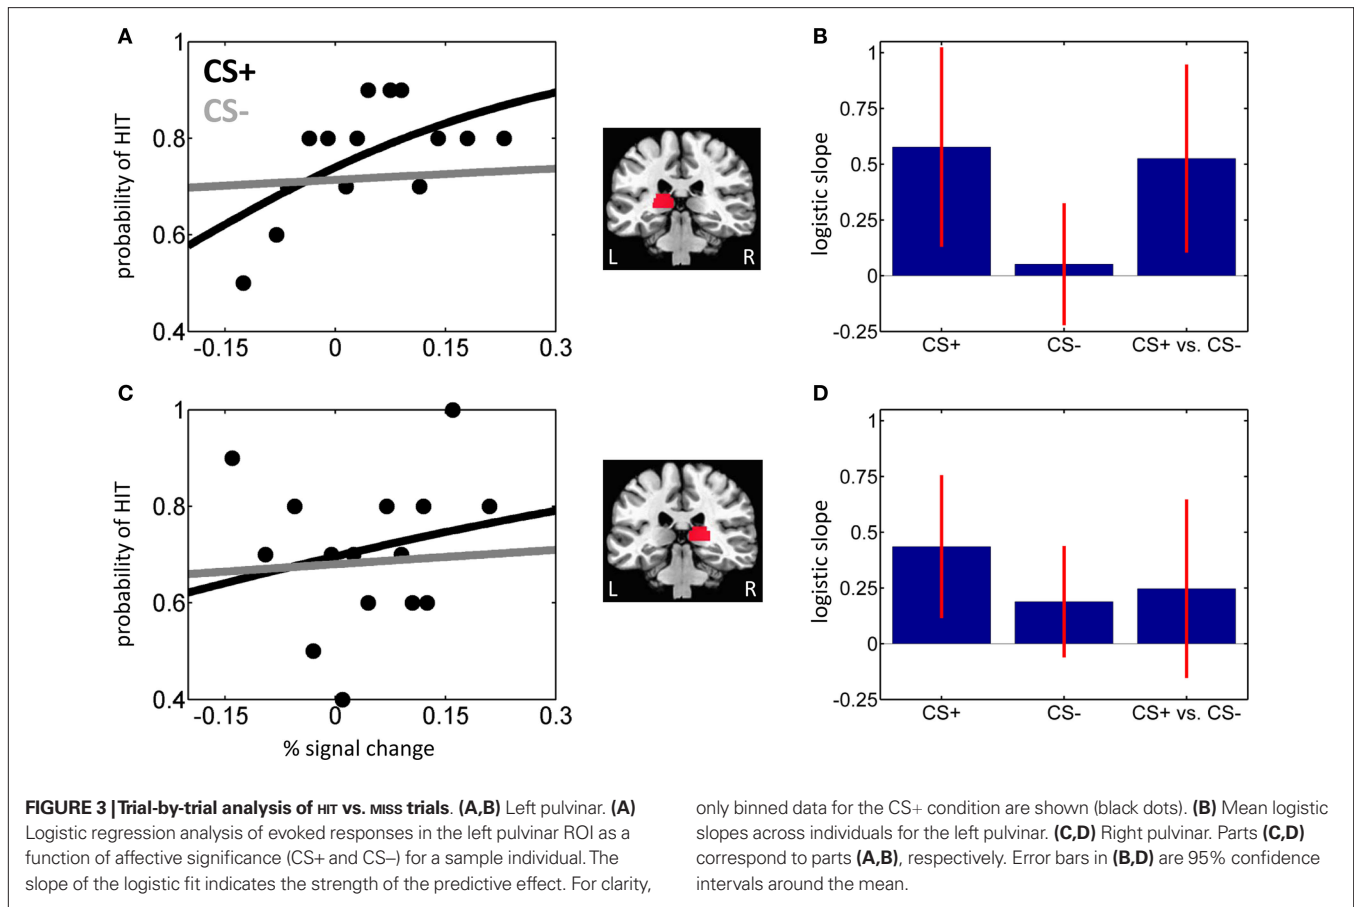 A
1
CS+
CS-
0.8
0.6
0.4
probability of HIT
-0.15
0
0.15
0.3
L
R
B
1
0.75
0.5
0.25
0
-0.25
logistic slope
CS+
CS-
CS+ vs. CS-
C
1
0.8
0.6
0.4
probability of HIT
-0.15
0
0.15
0.3
% signal change
L
R
D
1
0.75
0.5
0.25
0
-0.25
logistic slope
CS+
CS-
CS+ vs. CS-
FIGURE 3 | Trial-by-trial analysis of HIT vs. MISS trials. (A,B) Left pulvinar. (A)
Logistic regression analysis of evoked responses in the left pulvinar ROI as a
function of affective significance (CS+ and CS–) for a sample individual. The
slope of the logistic fit indicates the strength of the predictive effect. For clarity,
only binned data for the CS+ condition are shown (black dots). (B) Mean logistic
slopes across individuals for the left pulvinar. (C,D) Right pulvinar. Parts (C,D)
correspond to parts (A,B), respectively. Error bars in (B,D) are 95% confidence
intervals around the mean.